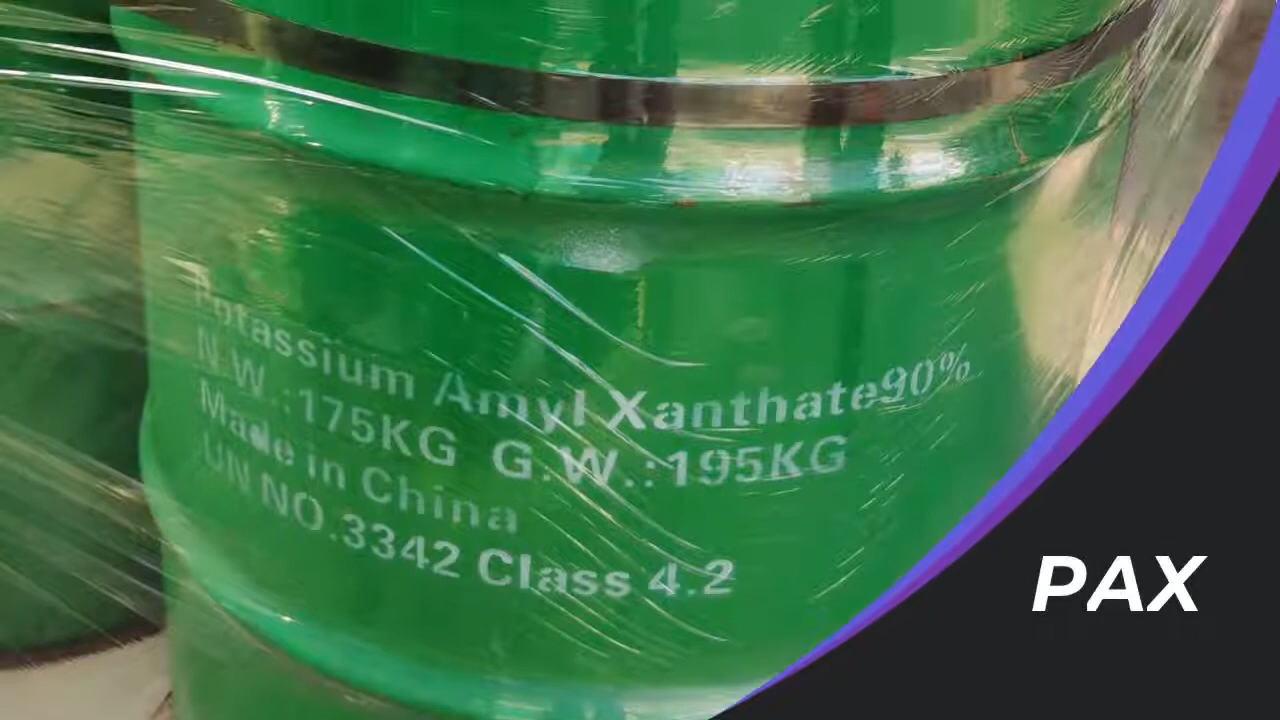 Potassium Amyl Xanthate90%
N.W.:175KG G.W.:195KG
Made in China
UN NO.3342 Class 4.2
PAX